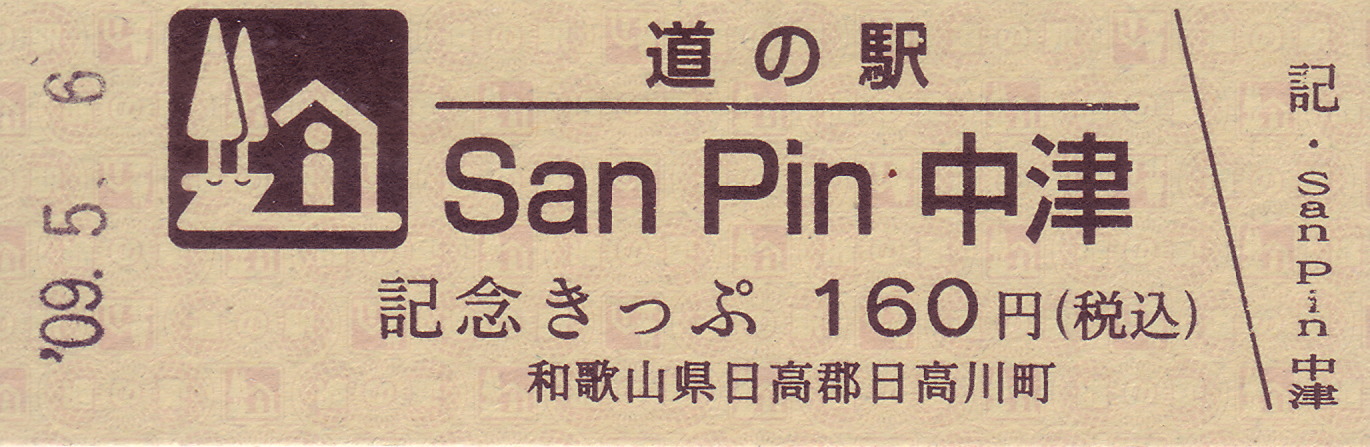 '09.5.6
道の駅
San Pin 中津
記念きっぷ 160円(税込)
和歌山県日高郡日高川町
記・San Pin 中津